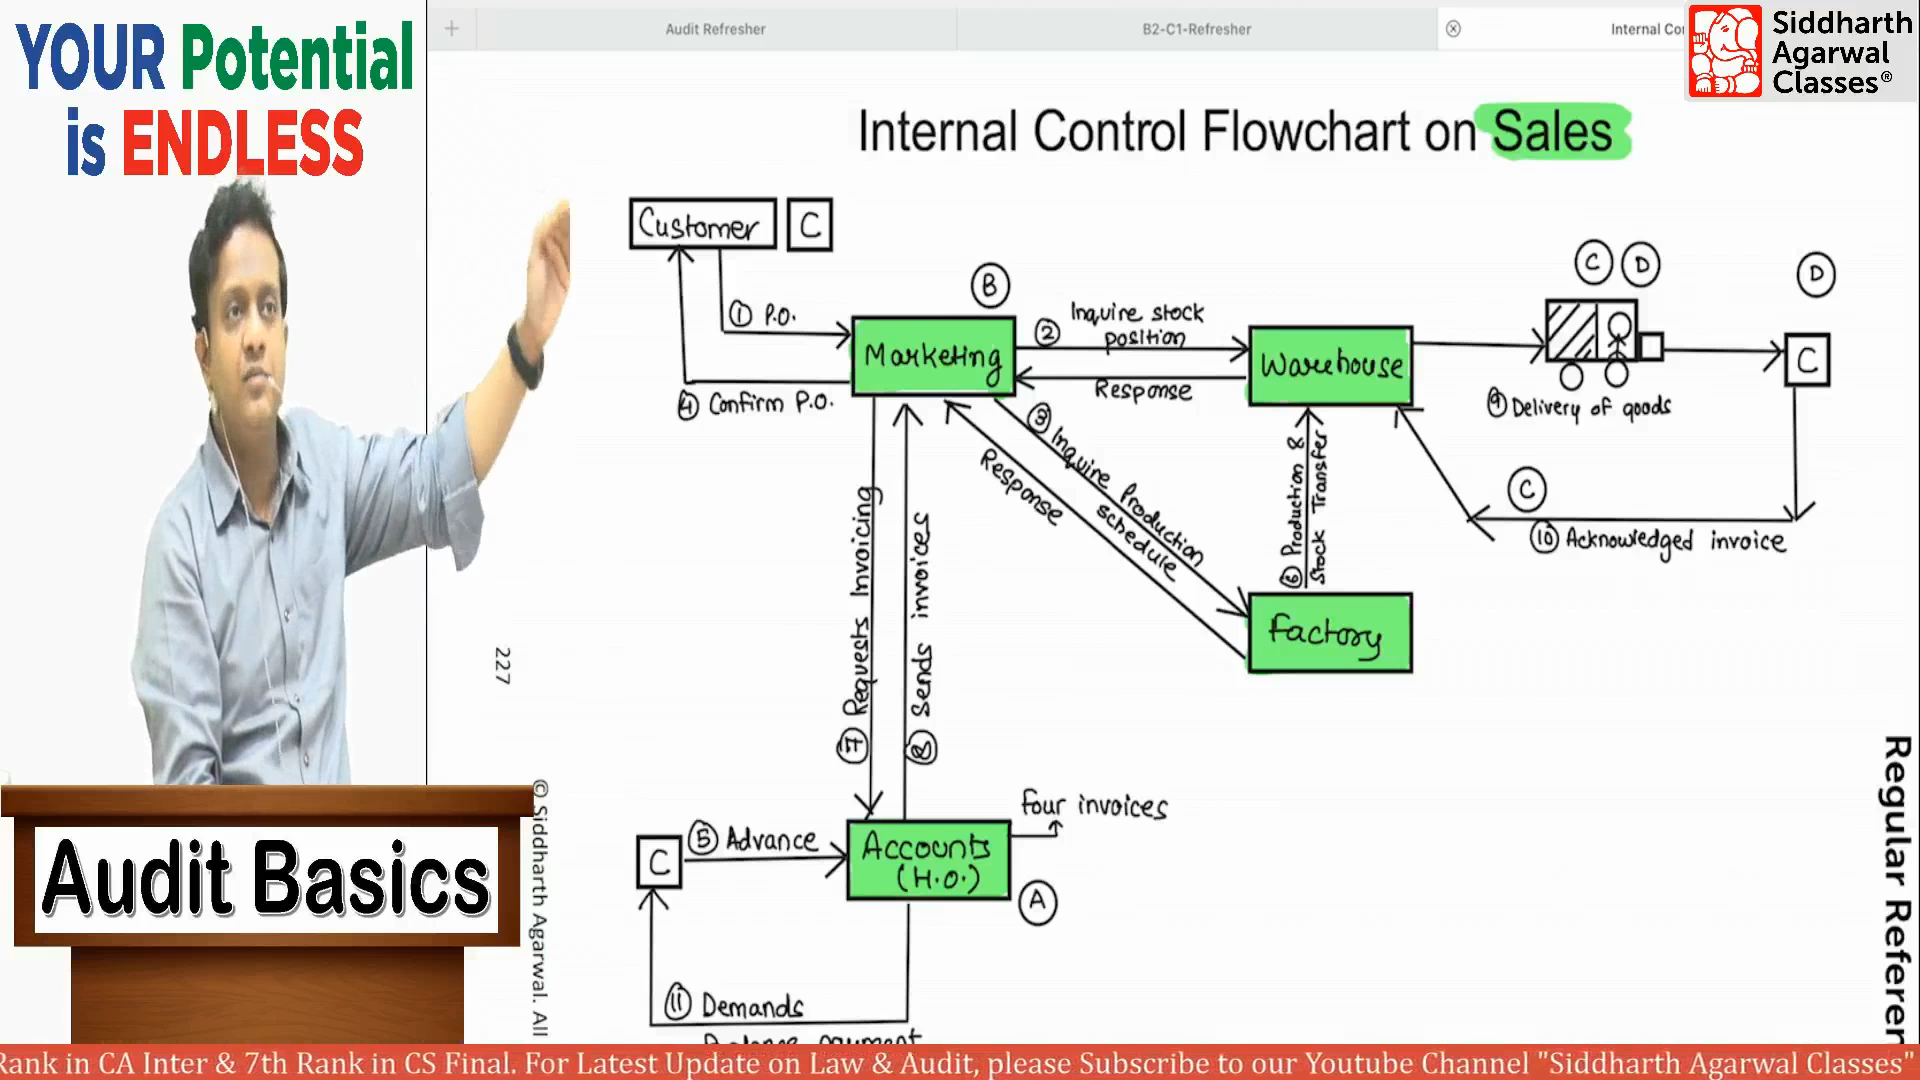 YOUR Potential
is ENDLESS
Audit Refresher
B2-C1-Refresher
Internal Co
Siddharth
Agarwal
Classes®
Internal Control Flowchart on Sales
Customer
C
① P.O.
④ Confirm P.O.
B
Marketing
② Inquire stock
position
Response
Warehouse
C D
D
C
⑨ Delivery of goods
C
⑩ Acknowledged invoice
③ Inquire Production
schedule
Response
⑥ Production &
Stock Transfer
Factory
⑦ Requests Invoicing
⑧ Sends invoices
227
C
⑤ Advance
Accounts
(H.O.)
Four invoices
A
⑪ Demands
Balance payment
© Siddharth Agarwal. All
Regular Referen
Audit Basics
Rank in CA Inter & 7th Rank in CS Final. For Latest Update on Law & Audit, please Subscribe to our Youtube Channel "Siddharth Agarwal Classes"